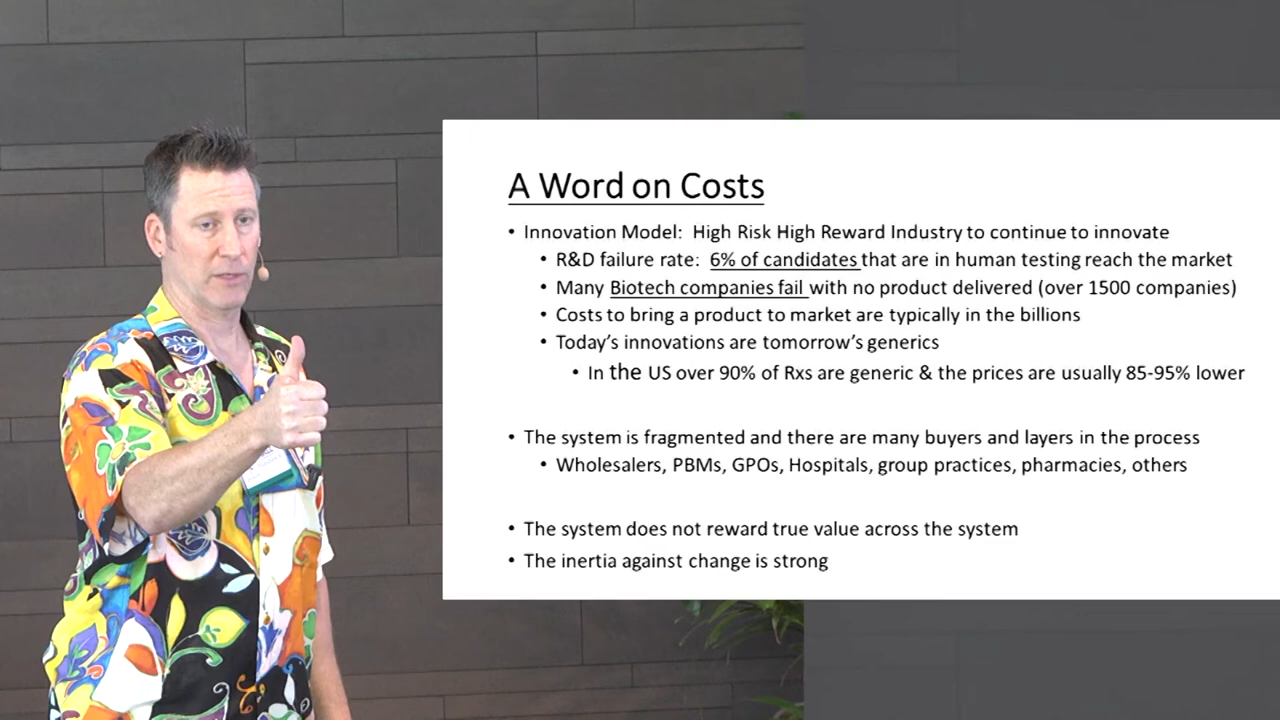 A Word on Costs
• Innovation Model: High Risk High Reward Industry to continue to innovate
• R&D failure rate: 6% of candidates that are in human testing reach the market
• Many Biotech companies fail with no product delivered (over 1500 companies)
• Costs to bring a product to market are typically in the billions
• Today’s innovations are tomorrow’s generics
• In the US over 90% of Rxs are generic & the prices are usually 85-95% lower
• The system is fragmented and there are many buyers and layers in the process
• Wholesalers, PBMs, GPOs, Hospitals, group practices, pharmacies, others
• The system does not reward true value across the system
• The inertia against change is strong